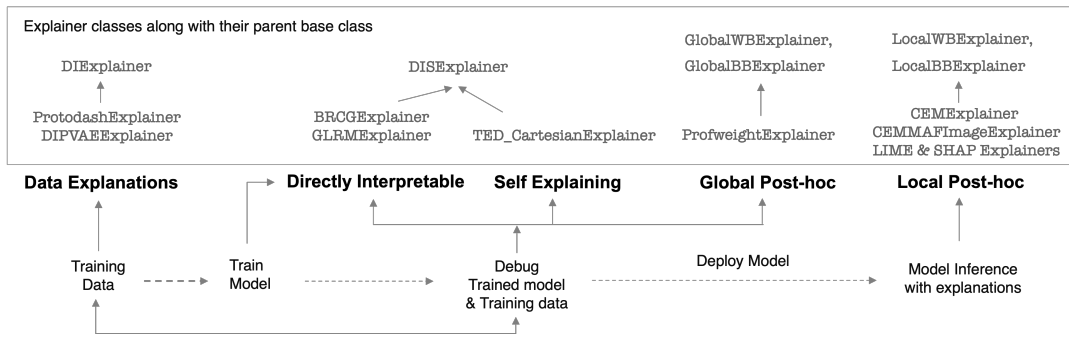 Explainer classes along with their parent base class
DIExplainer
ProtodashExplainer
DIPVAEExplainer
DISExplainer
BRCGExplainer
GLRMExplainer
TED_CartesianExplainer
GlobalWBExplainer,
GlobalBBExplainer
ProfweightExplainer
LocalWBExplainer,
LocalBBExplainer
CEMExplainer
CEMMAFImageExplainer
LIME & SHAP Explainers
Data Explanations
Directly Interpretable
Self Explaining
Global Post-hoc
Local Post-hoc
Training
Data
Train
Model
Debug
Trained model
& Training data
Deploy Model
Model Inference
with explanations